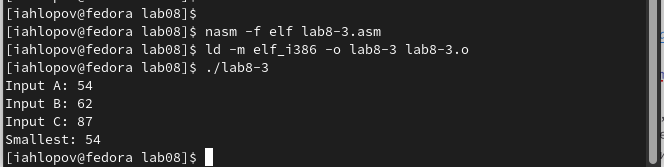 [iahlopov@fedora lab08]$
[iahlopov@fedora lab08]$ nasm -f elf lab8-3.asm
[iahlopov@fedora lab08]$ ld -m elf_i386 -o lab8-3 lab8-3.o
[iahlopov@fedora lab08]$ ./lab8-3
Input A: 54
Input B: 62
Input C: 87
Smallest: 54
[iahlopov@fedora lab08]$